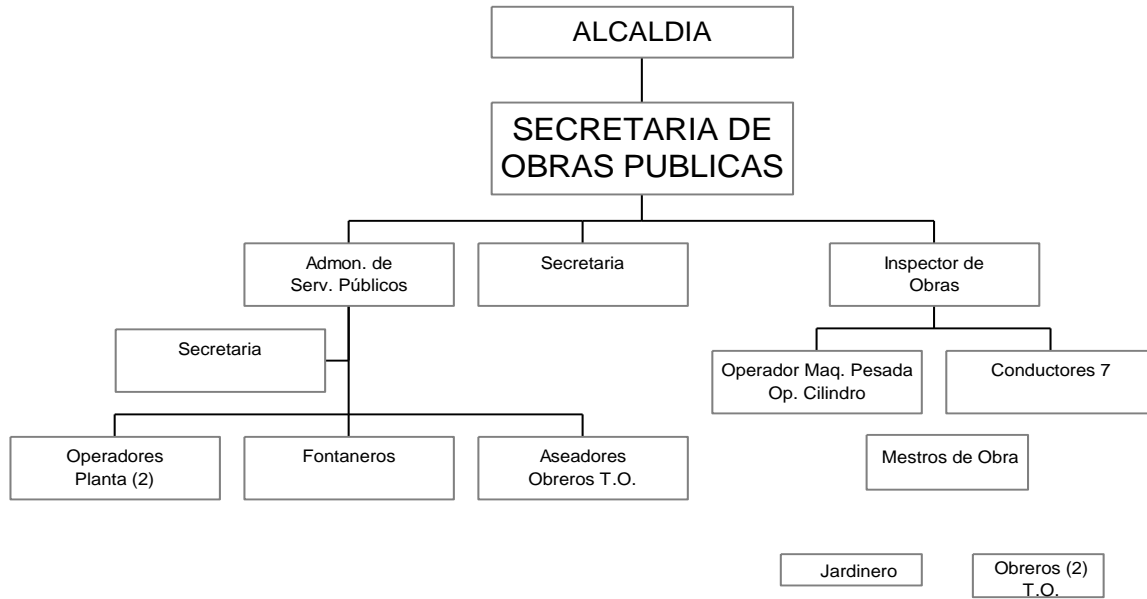 ALCALDIA
SECRETARIA DE
OBRAS PUBLICAS
Admon. de
Serv. Públicos
Secretaria
Inspector de
Obras
Secretaria
Operador Maq. Pesada
Op. Cilindro
Conductores 7
Operadores
Planta (2)
Fontaneros
Aseadores
Obreros T.O.
Mestros de Obra
Jardinero
Obreros (2)
T.O.